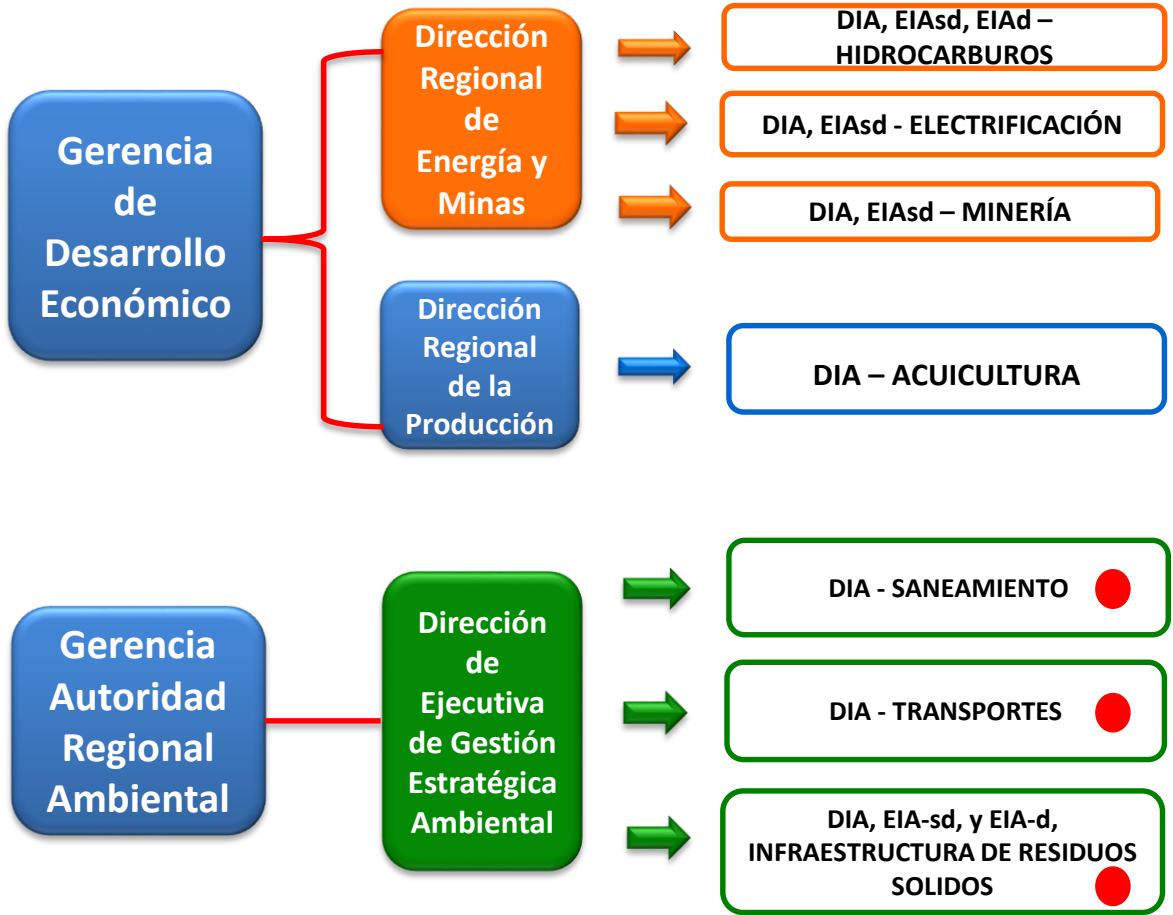 Gerencia
de
Desarrollo
Económico
Dirección
Regional
de
Energía y
Minas
DIA, EIAsd, EIAd –
HIDROCARBUROS
DIA, EIAsd - ELECTRIFICACIÓN
DIA, EIAsd – MINERÍA
Dirección
Regional
de la
Producción
DIA – ACUICULTURA
Gerencia
Autoridad
Regional
Ambiental
Dirección
de
Ejecutiva
de Gestión
Estratégica
Ambiental
DIA - SANEAMIENTO
DIA - TRANSPORTES
DIA, EIA-sd, y EIA-d,
INFRAESTRUCTURA DE RESIDUOS
SOLIDOS